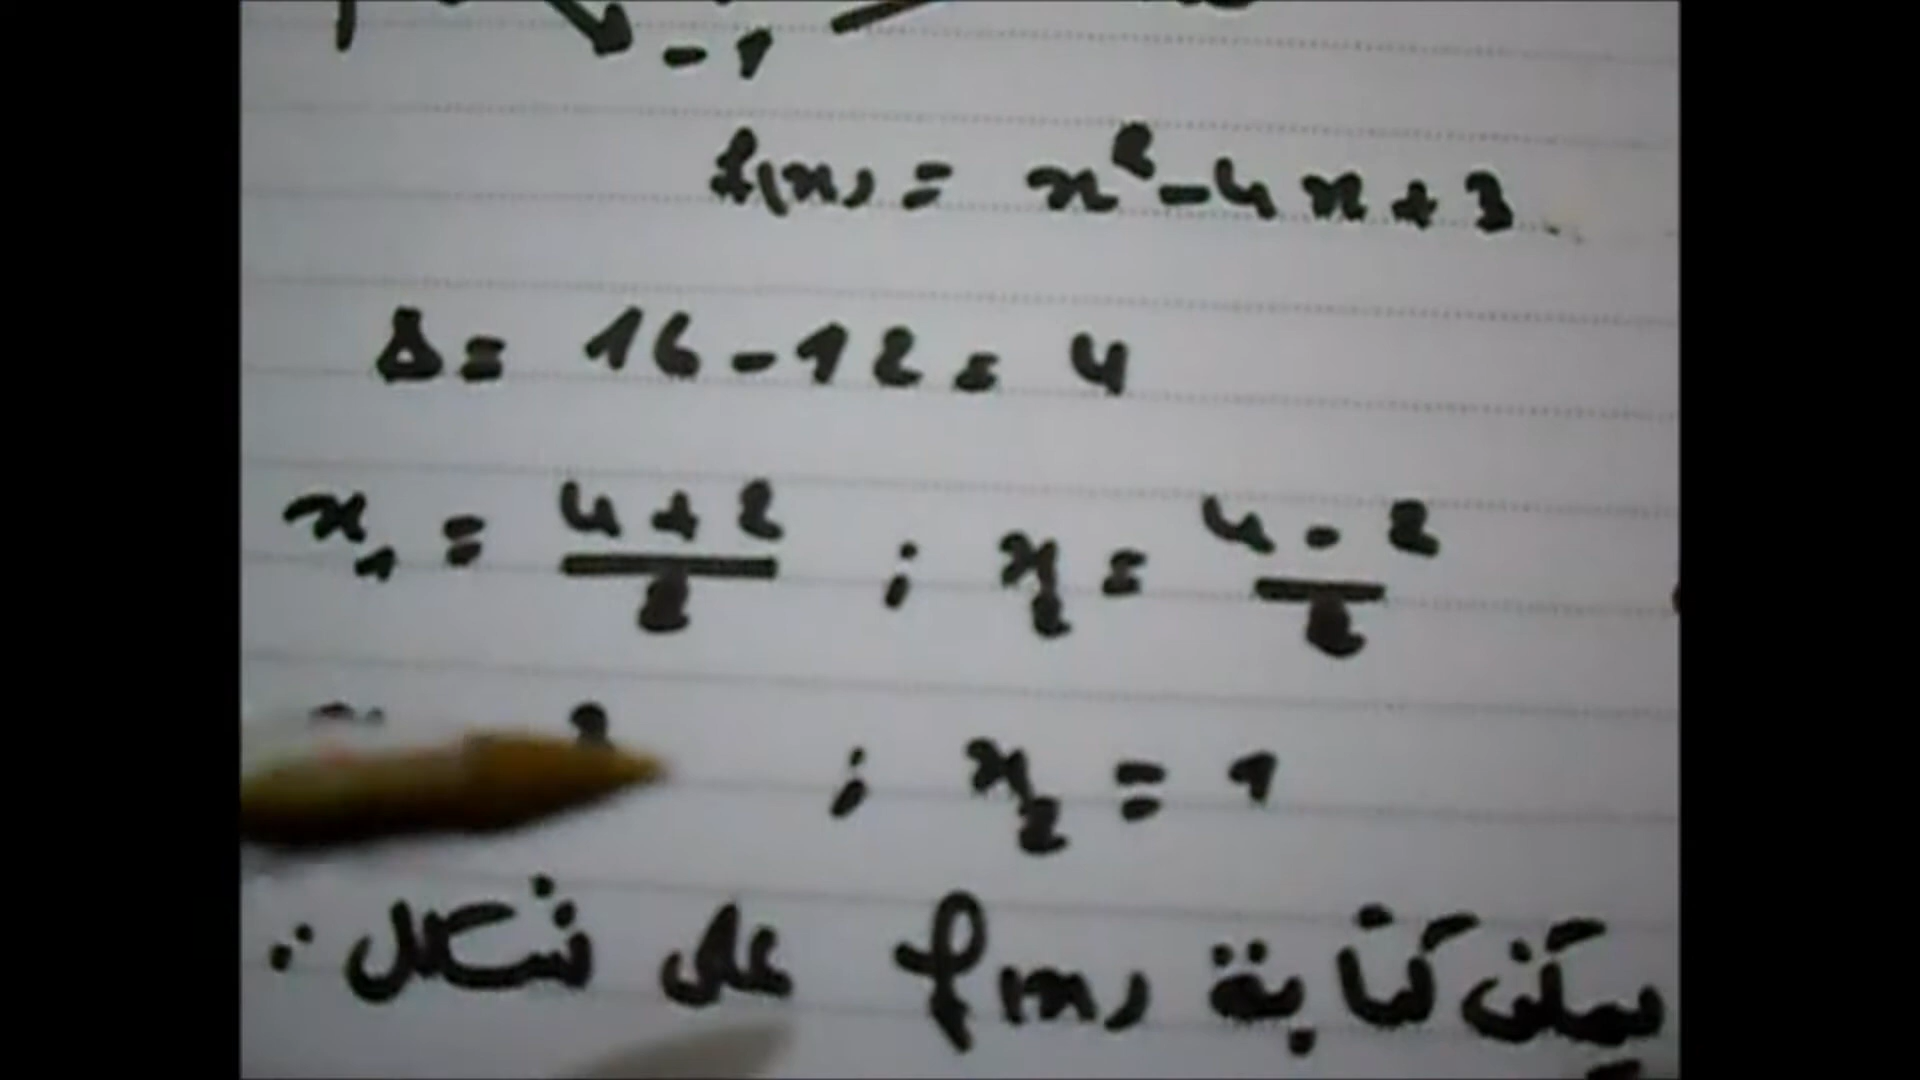 -1
f(x) = x² - 4x + 3
Δ = 16 - 12 = 4
x₁ = (4 + 2)/2 ; x₂ = (4 - 2)/2
; x₂ = 1
يمكن كتابة f(x) على شكل: